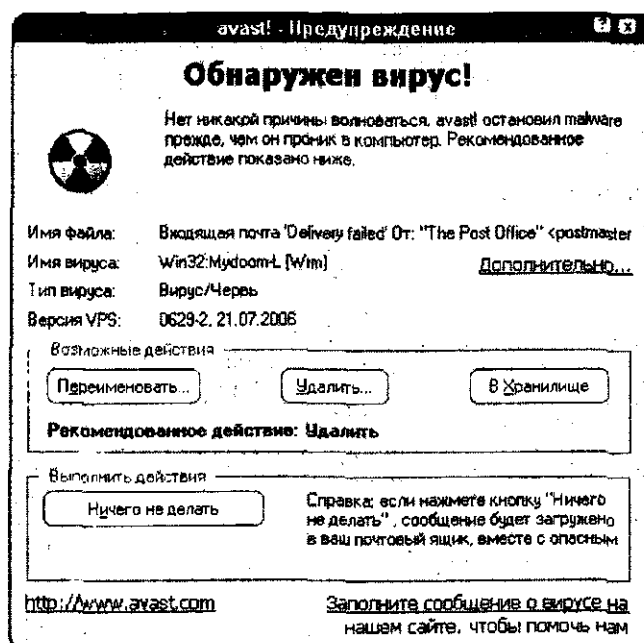 avast! - Предупреждение
Обнаружен вирус!
Нет никакой причины волноваться, avast! остановил malware
прежде, чем он проник в компьютер. Рекомендованное
действие показано ниже.
Имя файла: Входящая почта 'Delivery failed' От: "The Post Office" <postmaster
Имя вируса: Win32:Mydoom-L [Wrm] Дополнительно...
Тип вируса: Вирус/Червь
Версия VPS: 0629-2, 21.07.2006
Возможные действия
Переименовать... Удалить... В Хранилище
Рекомендованное действие: Удалить
Выполнить действия
Ничего не делать
Справка: если нажмете кнопку "Ничего
не делать" , сообщение будет загружено
в ваш почтовый ящик, вместе с опасным
http://www.avast.com
Заполните сообщение о вирусе на
нашем сайте, чтобы помочь нам